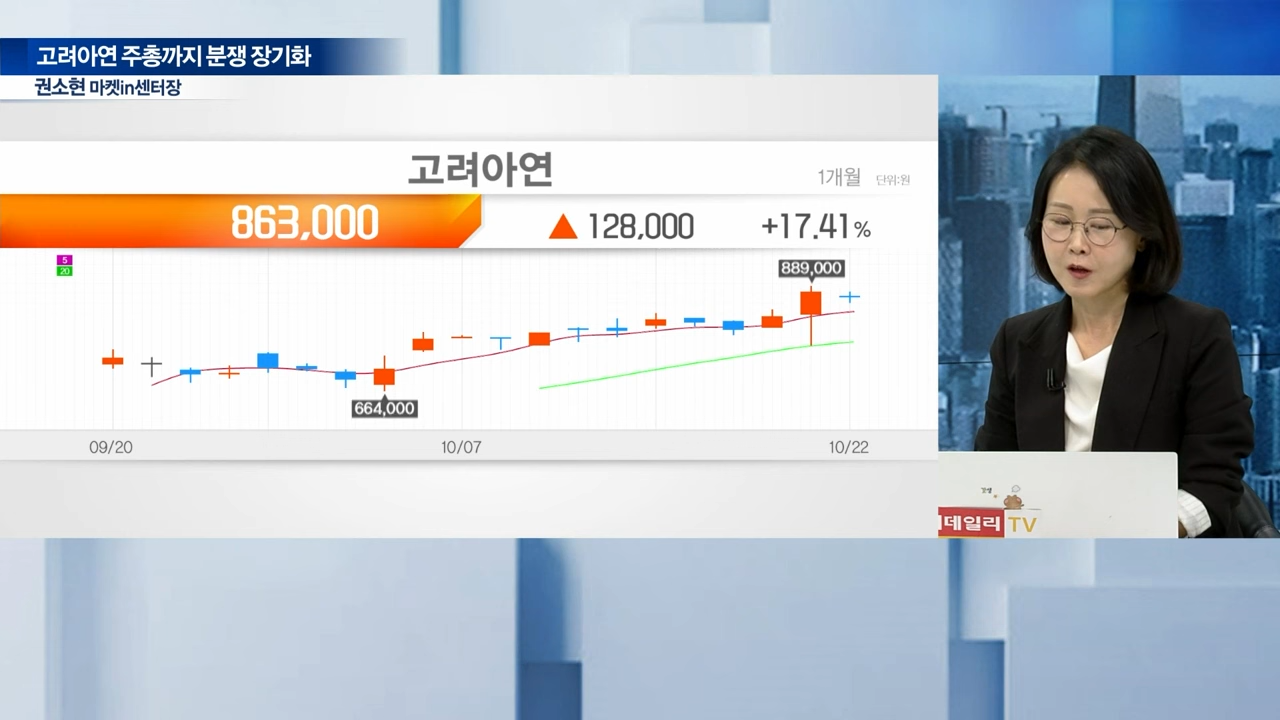 고려아연 주총까지 분쟁 장기화
권소현 마켓in센터장
고려아연
1개월 단위:원
863,000 ▲ 128,000 +17.41%
5
20
889,000
664,000
09/20 10/07 10/22
데일리 TV